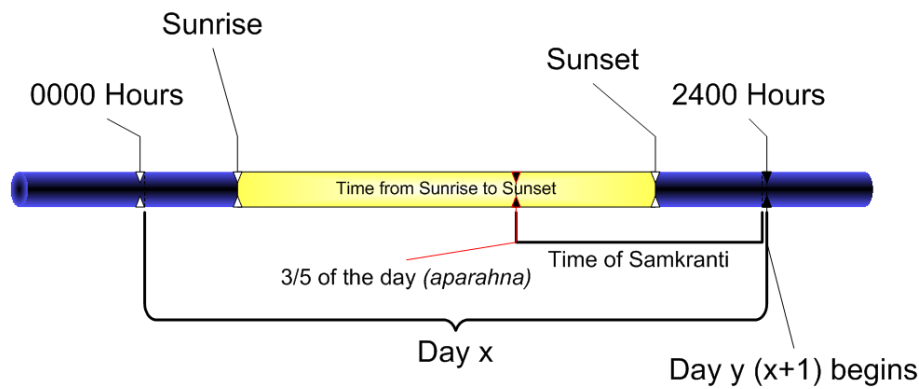 Sunrise
Sunset
0000 Hours
2400 Hours
Time from Sunrise to Sunset
Time of Samkranti
3/5 of the day (aparahna)
Day x
Day y (x+1) begins